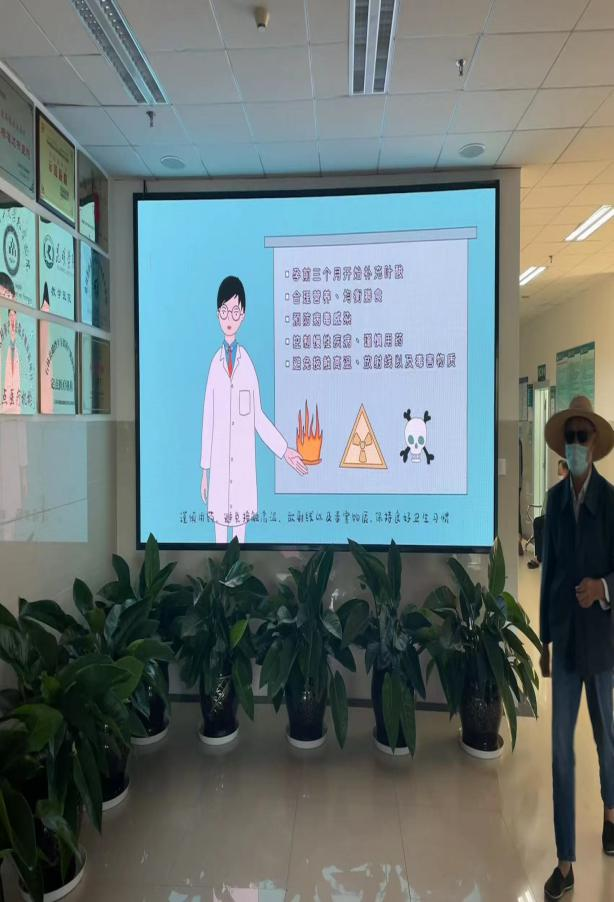 孕前三个月开始补充叶酸
合理营养、均衡膳食
预防病毒感染
控制慢性疾病、谨慎用药
避免接触高温、放射线以及毒害物质
谨慎用药、避免接触高温、放射线以及毒害物质,保持良好卫生习惯